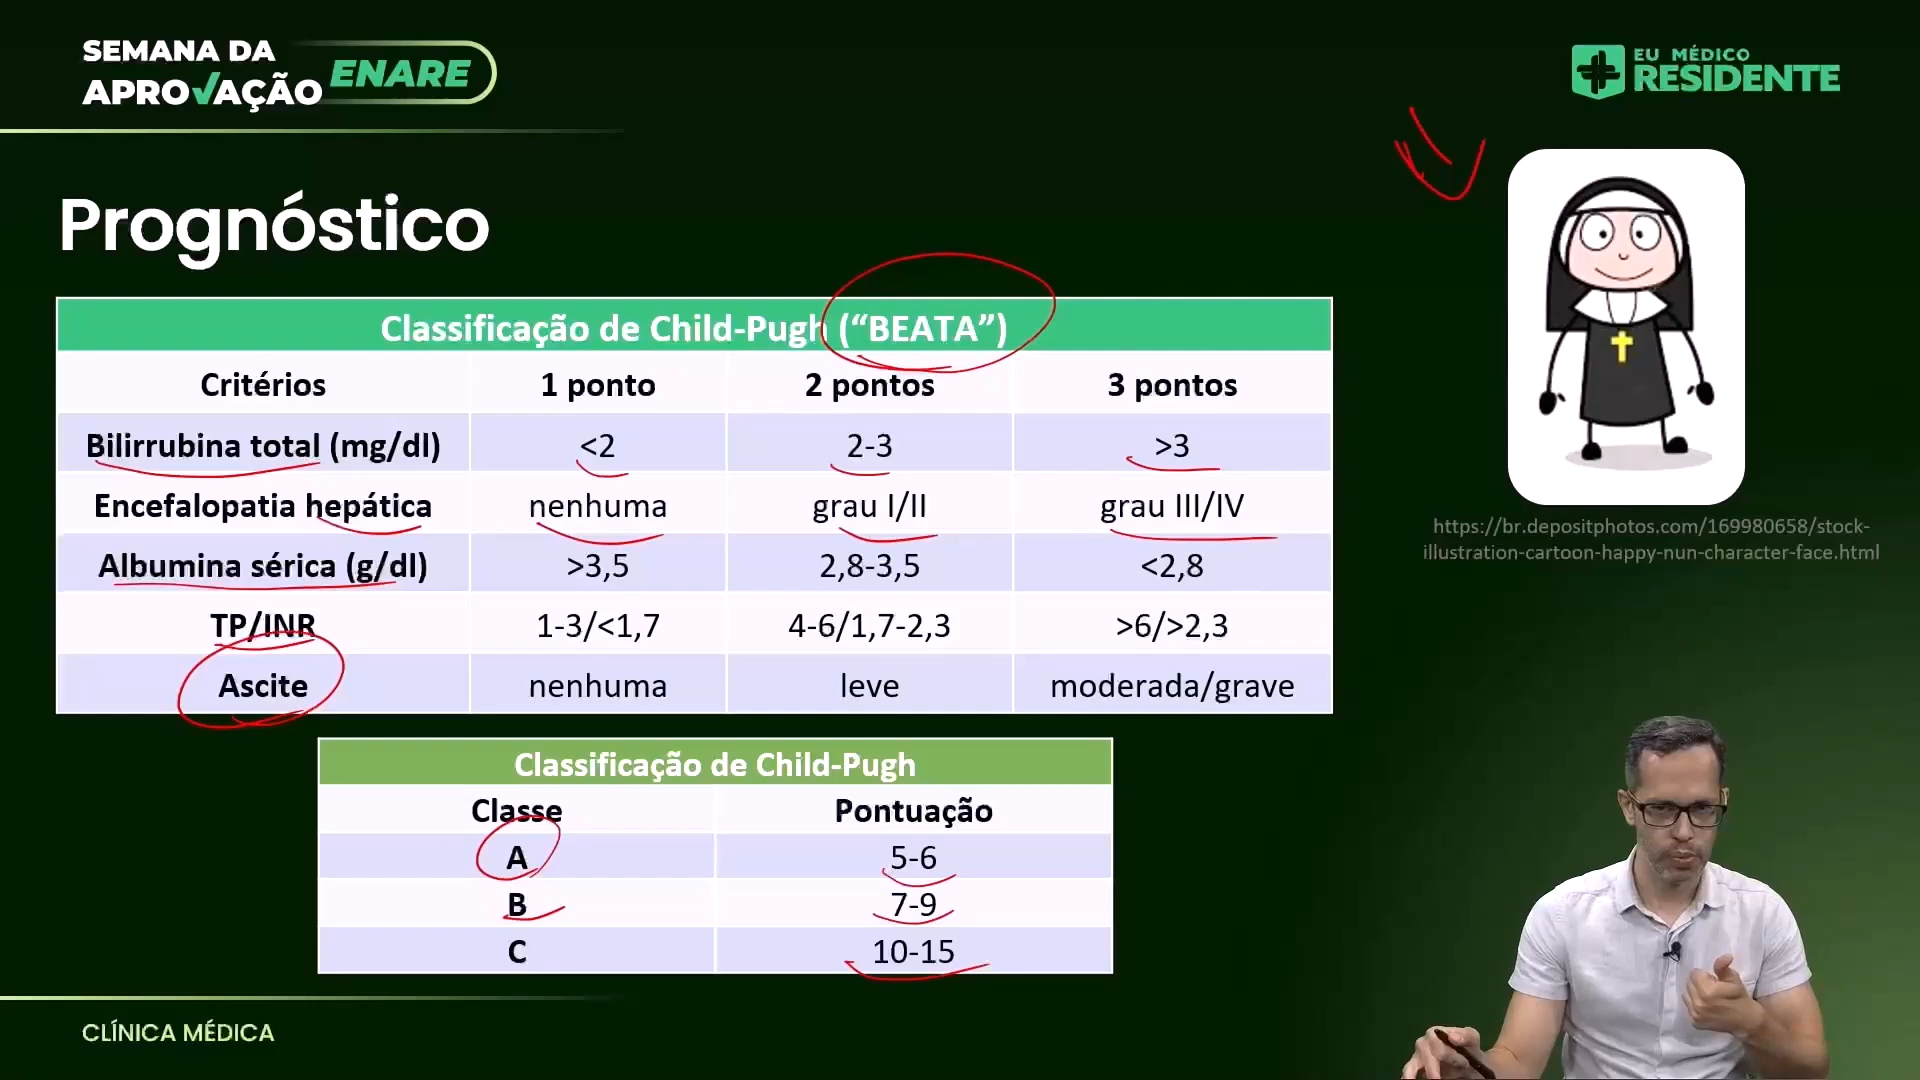 SEMANA DA
APROVAÇÃO ENARE
EU MÉDICO
RESIDENTE
Prognóstico
Classificação de Child-Pugh (“BEATA”)
Critérios 1 ponto 2 pontos 3 pontos
Bilirrubina total (mg/dl) <2 2-3 >3
Encefalopatia hepática nenhuma grau I/II grau III/IV
Albumina sérica (g/dl) >3,5 2,8-3,5 <2,8
TP/INR 1-3/<1,7 4-6/1,7-2,3 >6/>2,3
Ascite nenhuma leve moderada/grave
https://br.depositphotos.com/169980658/stock-
illustration-cartoon-happy-nun-character-face.html
Classificação de Child-Pugh
Classe Pontuação
A 5-6
B 7-9
C 10-15
CLÍNICA MÉDICA